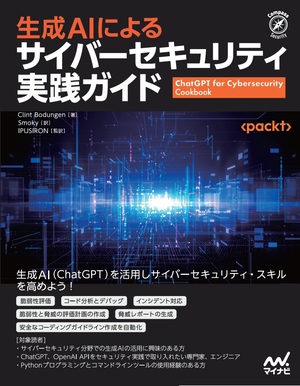 生成AIによる
サイバーセキュリティ
実践ガイド
ChatGPT for Cybersecurity
Cookbook
Compass
Security
Clint Bodungen [著]
Smoky [訳]
IPUSIRON [監訳]
<packt>
生成AI(ChatGPT)を活用しサイバーセキュリティ・スキル
を高めよう!
脆弱性評価 コード分析とデバッグ インシデント対応
脆弱性と脅威の評価計画の作成 脅威レポートの生成
安全なコーディングガイドライン作成を自動化
[対象読者]
・サイバーセキュリティ分野での生成AIの活用に興味のある方
・ChatGPT、OpenAI APIをセキュリティ実践で取り入れたい専門家、エンジニア
・Pythonプログラミングとコマンドラインツールの使用経験のある方
マイナビ